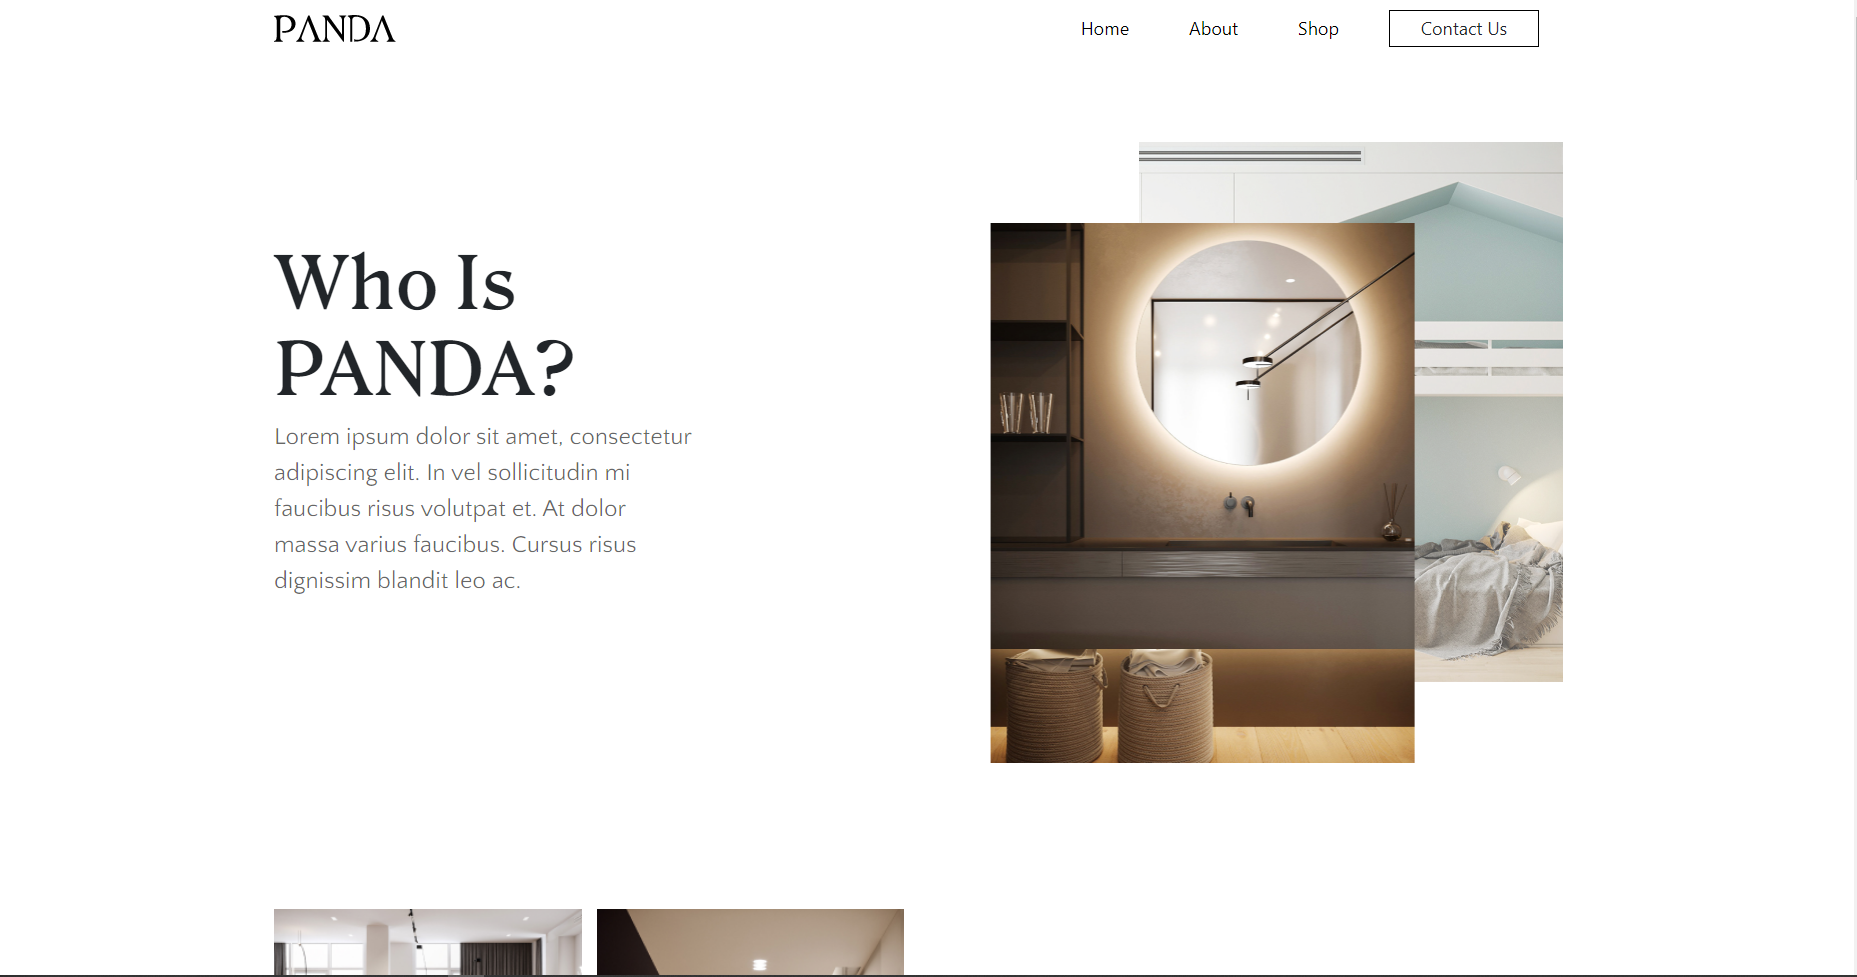 PANDA
Home About Shop Contact Us
Who Is
PANDA?
Lorem ipsum dolor sit amet, consectetur
adipiscing elit. In vel sollicitudin mi
faucibus risus volutpat et. At dolor
massa varius faucibus. Cursus risus
dignissim blandit leo ac.